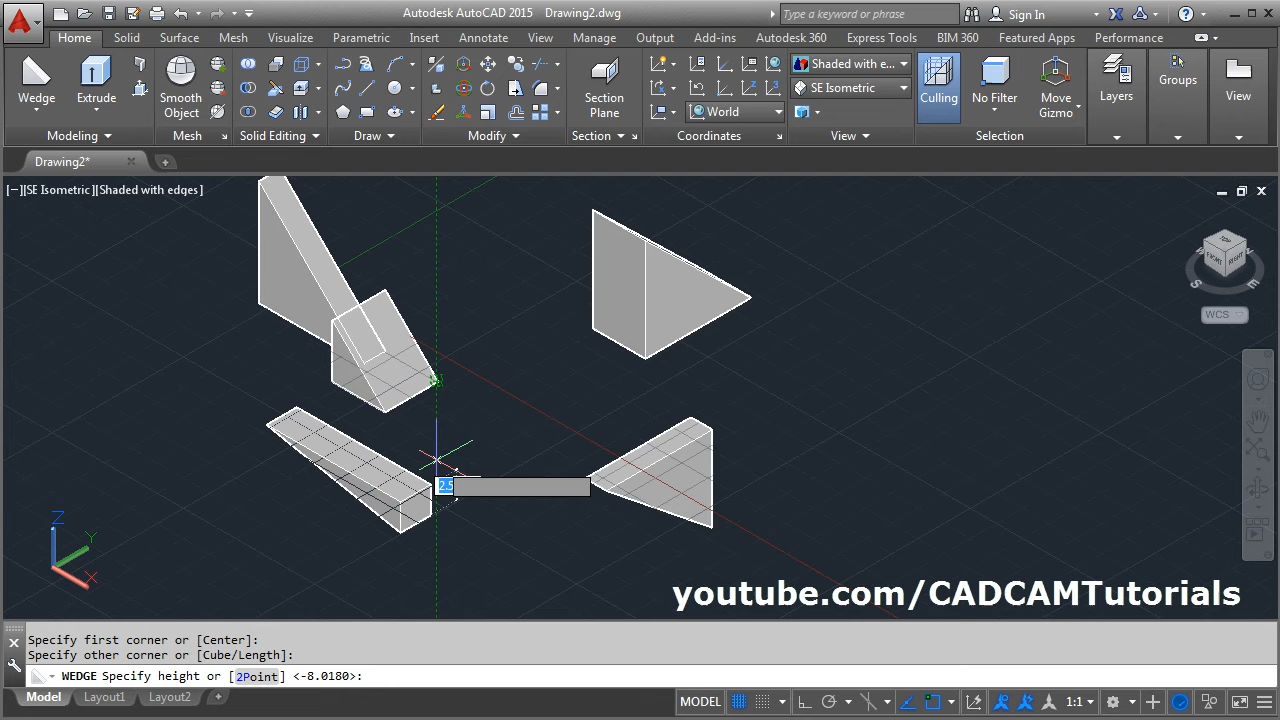 Autodesk AutoCAD 2015 Drawing2.dwg
Type a keyword or phrase
Sign In
Home Solid Surface Mesh Visualize Parametric Insert Annotate View Manage Output Add-ins Autodesk 360 Express Tools BIM 360 Featured Apps Performance
Shaded with e...
SE Isometric
World
Wedge Extrude Smooth Object Section Plane Culling No Filter Move Gizmo Layers Groups View
Modeling Mesh Solid Editing Draw Modify Section Coordinates View Selection
Drawing2*
[−][SE Isometric][Shaded with edges]
TOP
FRONT RIGHT
S E
WCS
2.5
Z
Y
X
youtube.com/CADCAMTutorials
Specify first corner or [Center]:
Specify other corner or [Cube/Length]:
WEDGE Specify height or [2Point] <-8.0180>:
Model Layout1 Layout2
MODEL 1:1